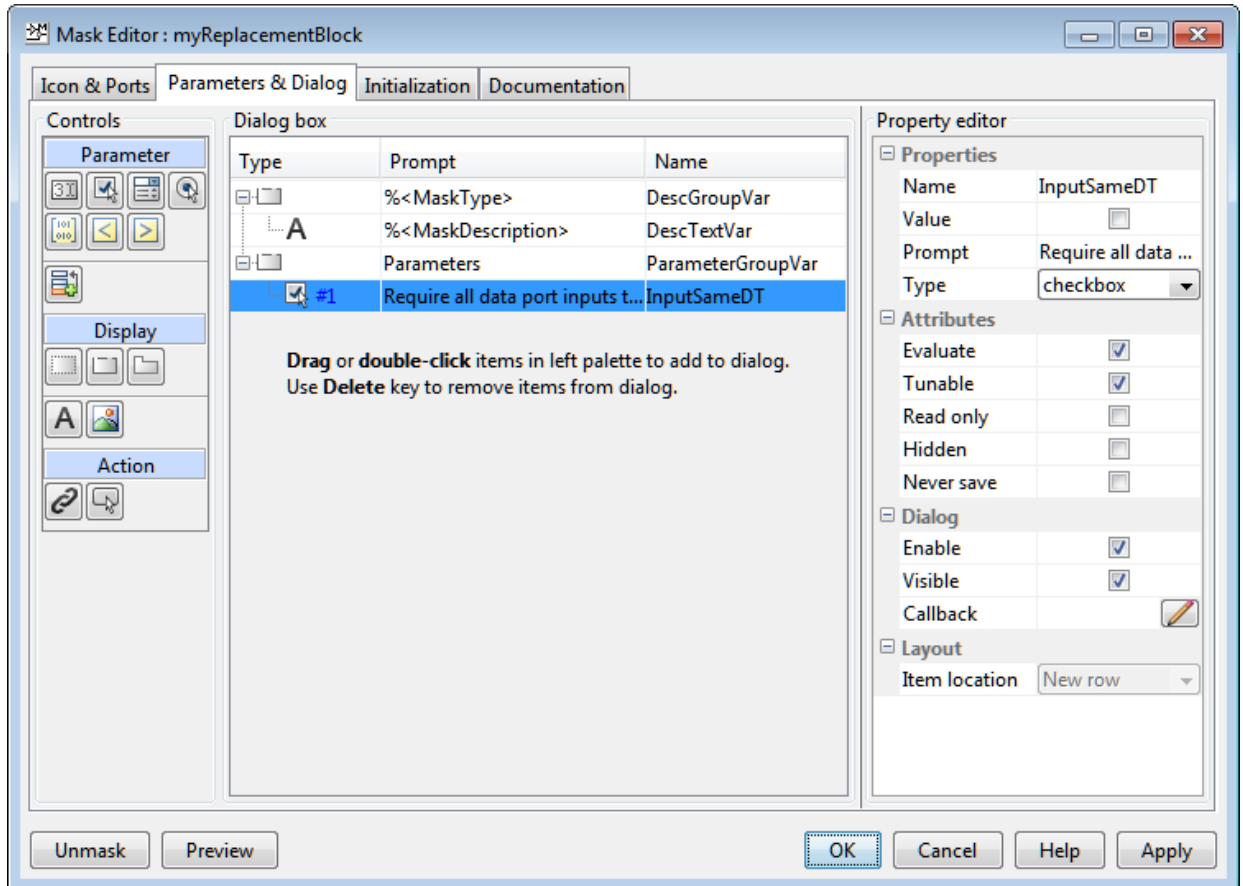 Mask Editor : myReplacementBlock
Icon & Ports Parameters & Dialog Initialization Documentation
Controls
Parameter
Display
A
Action
Dialog box
Type Prompt Name
%<MaskType> DescGroupVar
A %<MaskDescription> DescTextVar
Parameters ParameterGroupVar
#1 Require all data port inputs t... InputSameDT
Drag or double-click items in left palette to add to dialog.
Use Delete key to remove items from dialog.
Property editor
Properties
Name InputSameDT
Value
Prompt Require all data ...
Type checkbox
Attributes
Evaluate
Tunable
Read only
Hidden
Never save
Dialog
Enable
Visible
Callback
Layout
Item location New row
Unmask Preview OK Cancel Help Apply